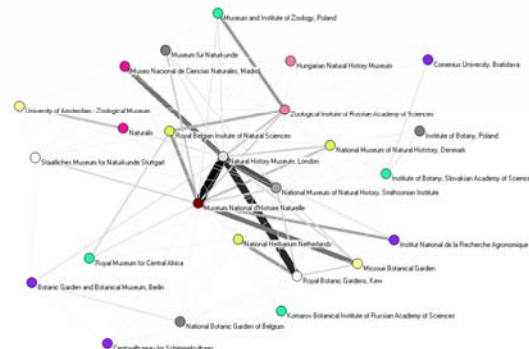 Museum and Institute of Zoology, Poland
Museum für Naturkunde
Museo Nacional de Ciencias Naturales, Madrid
Hungarian Natural History Museum
Comenius University, Bratislava
University of Amsterdam - Zoological Museum
Zoological Institute of Russian Academy of Sciences
Naturalis
Royal Belgian Institute of Natural Sciences
Institute of Botany, Poland
National Museum of Natural History, Denmark
Staatliches Museum for Naturkunde Stuttgart
Natural History Museum, London
Institute of Botany, Slovakian Academy of Science
National Museum of Natural History, Smithsonian Institute
Museum National d'Histoire Naturelle
National Herbarium Netherlands
Institut National de la Recherche Agronomique
Royal Museum for Central Africa
Missouri Botanical Garden
Royal Botanic Gardens, Kew
Botanic Garden and Botanical Museum, Berlin
Komarov Botanical Institute of Russian Academy of Sciences
National Botanic Garden of Belgium
Centraalbureau for Schimmelcultures